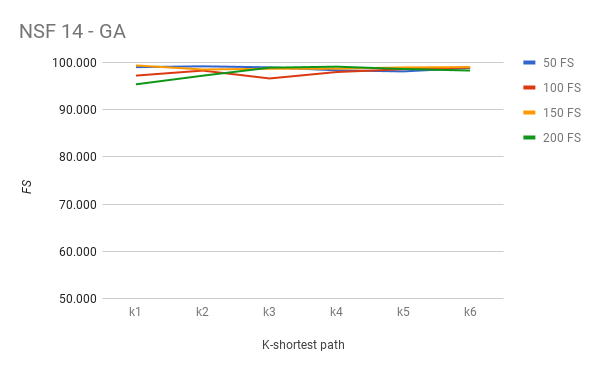 NSF 14 - GA
100.000
90.000
80.000
70.000
60.000
50.000
FS
k1 k2 k3 k4 k5 k6
K-shortest path
50 FS
100 FS
150 FS
200 FS